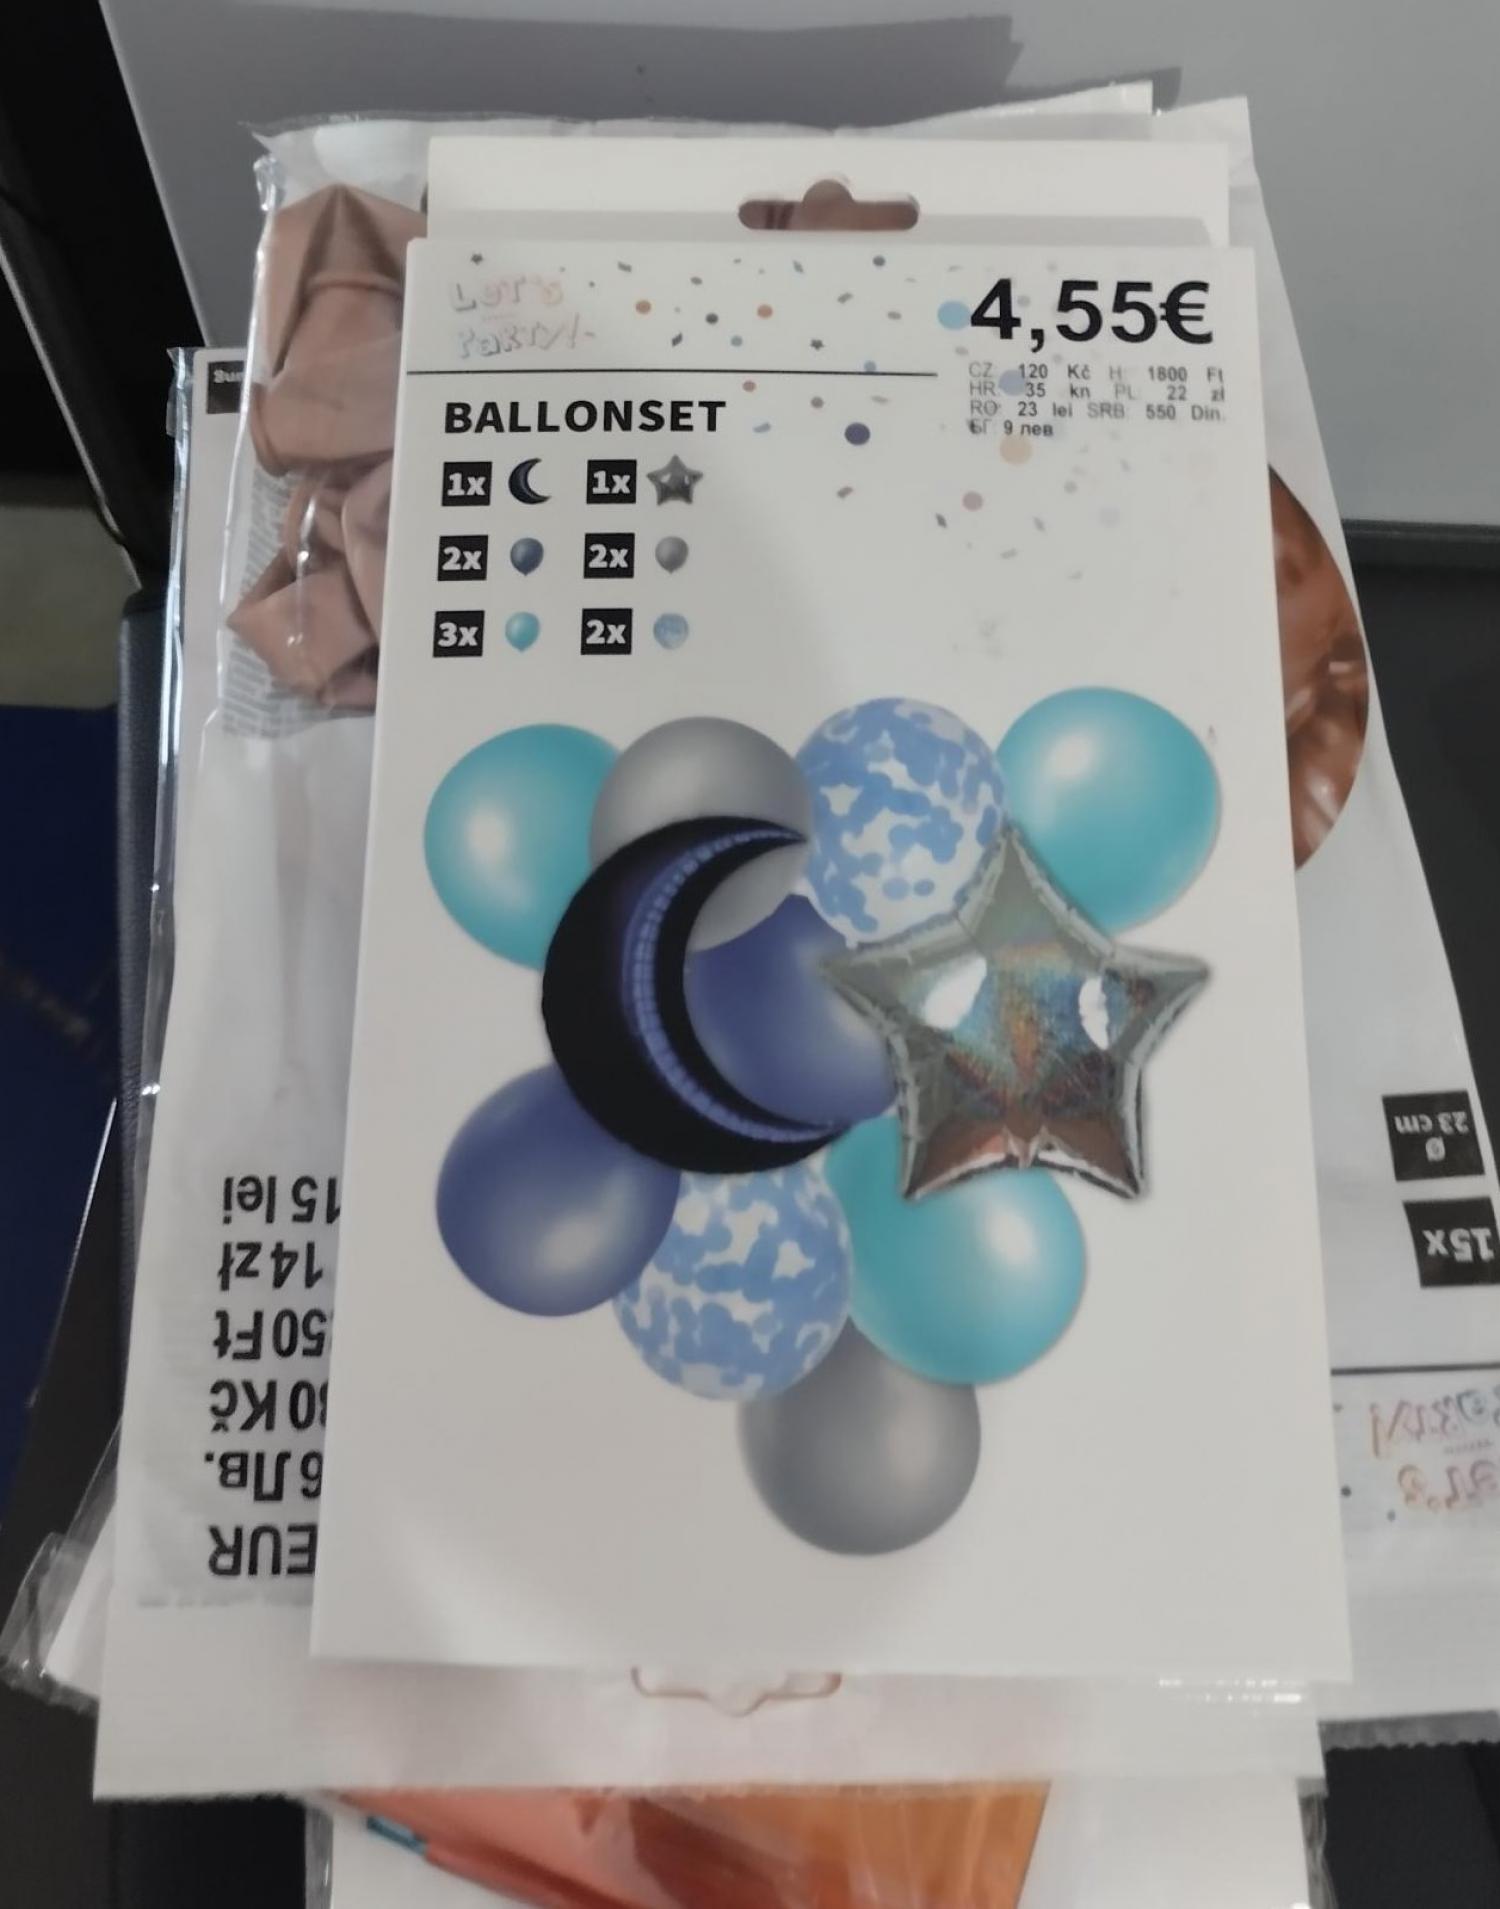 LET'S
PARTY!
4,55€
CZ: 120 Kč H: 1800 Ft
HR: 35 kn PL: 22 zł
RO: 23 lei SRB: 550 Din.
БГ: 9 лев
BALLONSET
1x 1x
2x 2x
3x 2x
Ø
23 cm
15x
15 lei
14 zł
50 Ft
0 Kč
6 Лв.
EUR
LET'S